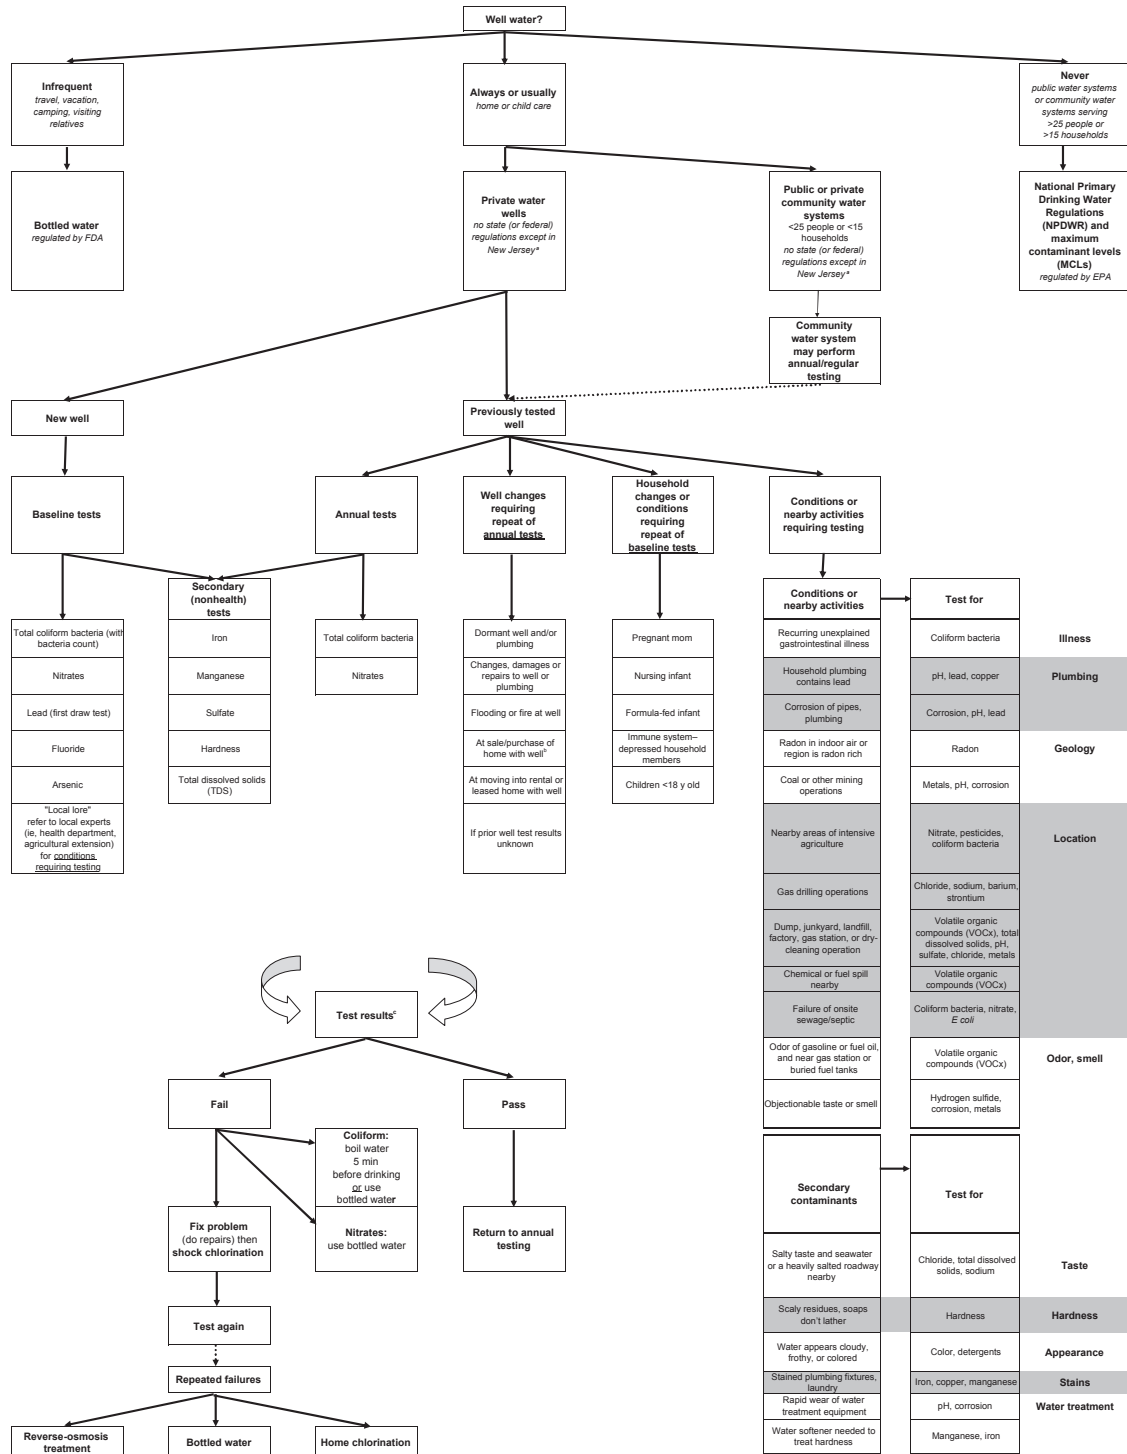 Well water?
Infrequent
travel, vacation,
camping, visiting
relatives
Always or usually
home or child care
Never
public water systems
or community water
systems serving
>25 people or
>15 households
Bottled water
regulated by FDA
Private water
wells
no state (or federal)
regulations except in
New Jerseyᵃ
Public or private
community water
systems
<25 people or <15
households
no state (or federal)
regulations except in
New Jerseyᵃ
National Primary
Drinking Water
Regulations
(NPDWR) and
maximum
contaminant levels
(MCLs)
regulated by EPA
Community
water system
may perform
annual/regular
testing
New well
Previously tested
well
Baseline tests
Annual tests
Well changes
requiring
repeat of
annual tests
Household
changes or
conditions
requiring
repeat of
baseline tests
Conditions or
nearby activities
requiring testing
Secondary
(nonhealth)
tests
Total coliform bacteria (with
bacteria count)
Nitrates
Lead (first draw test)
Fluoride
Arsenic
"Local lore"
refer to local experts
(ie, health department,
agricultural extension)
for conditions
requiring testing
Iron
Manganese
Sulfate
Hardness
Total dissolved solids
(TDS)
Total coliform bacteria
Nitrates
Dormant well and/or
plumbing
Changes, damages or
repairs to well or
plumbing
Flooding or fire at well
At sale/purchase of
home with wellᵇ
At moving into rental or
leased home with well
If prior well test results
unknown
Pregnant mom
Nursing infant
Formula-fed infant
Immune system–
depressed household
members
Children <18 y old
Conditions or
nearby activities
Test for
Recurring unexplained
gastrointestinal illness
Coliform bacteria
Illness
Household plumbing
contains lead
pH, lead, copper
Plumbing
Corrosion of pipes,
plumbing
Corrosion, pH, lead
Radon in indoor air or
region is radon rich
Radon
Geology
Coal or other mining
operations
Metals, pH, corrosion
Nearby areas of intensive
agriculture
Nitrate, pesticides,
coliform bacteria
Location
Gas drilling operations
Chloride, sodium, barium,
strontium
Dump, junkyard, landfill,
factory, gas station, or dry-
cleaning operation
Volatile organic
compounds (VOCx), total
dissolved solids, pH,
sulfate, chloride, metals
Chemical or fuel spill
nearby
Volatile organic
compounds (VOCx)
Failure of onsite
sewage/septic
Coliform bacteria, nitrate,
E coli
Odor of gasoline or fuel oil,
and near gas station or
buried fuel tanks
Volatile organic
compounds (VOCx)
Odor, smell
Objectionable taste or smell
Hydrogen sulfide,
corrosion, metals
Secondary
contaminants
Test for
Salty taste and seawater
or a heavily salted roadway
nearby
Chloride, total dissolved
solids, sodium
Taste
Scaly residues, soaps
don't lather
Hardness
Hardness
Water appears cloudy,
frothy, or colored
Color, detergents
Appearance
Stained plumbing fixtures,
laundry
Iron, copper, manganese
Stains
Rapid wear of water
treatment equipment
pH, corrosion
Water treatment
Water softener needed to
treat hardness
Manganese, iron
Test resultsᶜ
Fail
Pass
Coliform:
boil water
5 min
before drinking
or use
bottled water
Nitrates:
use bottled water
Fix problem
(do repairs) then
shock chlorination
Return to annual
testing
Test again
Repeated failures
Reverse-osmosis
treatment
Bottled water
Home chlorination